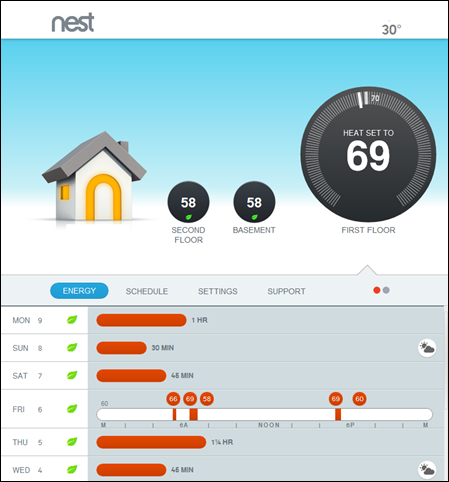 nest
30°
70
HEAT SET TO
69
58
58
SECOND
FLOOR
BASEMENT
FIRST FLOOR
ENERGY
SCHEDULE
SETTINGS
SUPPORT
MON 9
1 HR
SUN 8
30 MIN
SAT 7
45 MIN
66 69 58 69 60
60
FRI 6
M 6A NOON 6P M
THU 5
1¼ HR
WED 4
45 MIN